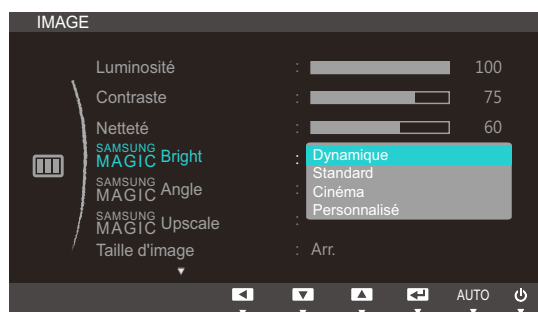 IMAGE
Luminosité : 100
Contraste : 75
Netteté : 60
SAMSUNG MAGIC Bright :
Dynamique
Standard
Cinéma
Personnalisé
SAMSUNG MAGIC Angle :
SAMSUNG MAGIC Upscale :
Taille d'image : Arr.
AUTO